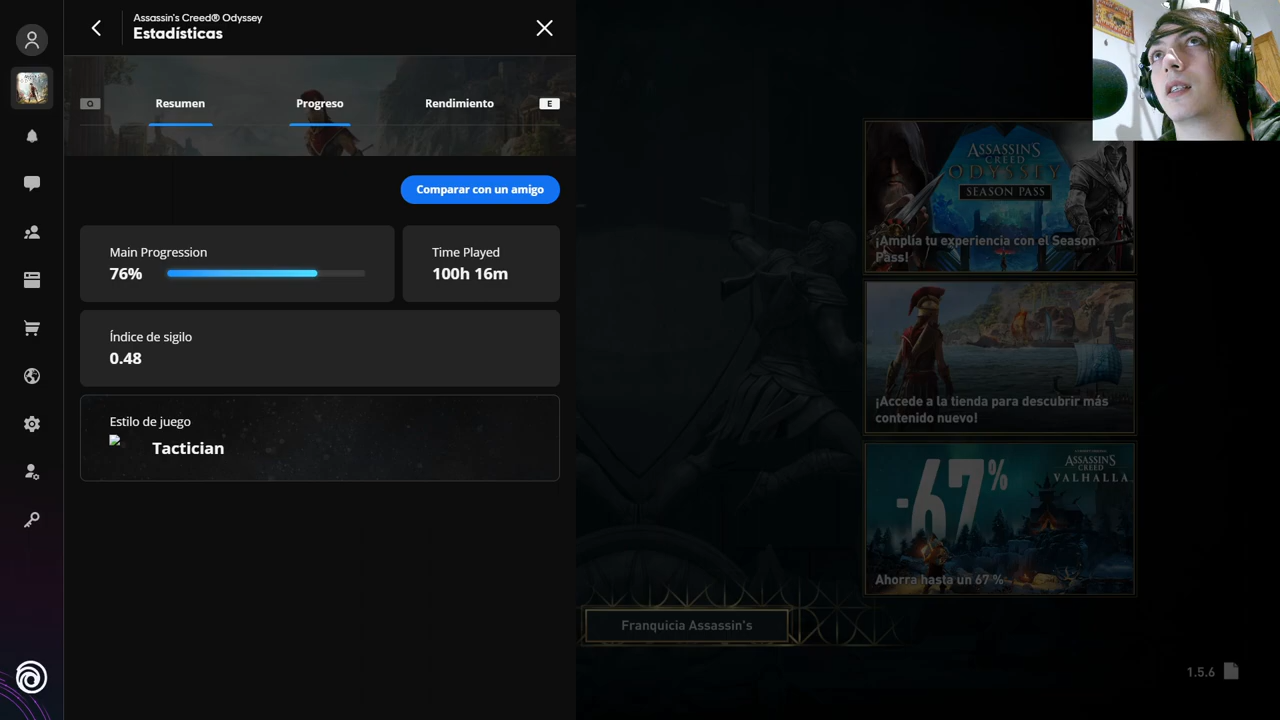 Assassin's Creed® Odyssey
Estadísticas
Q
Resumen
Progreso
Rendimiento
E
Comparar con un amigo
Main Progression
76%
Time Played
100h 16m
Índice de sigilo
0.48
Estilo de juego
Tactician
ASSASSIN'S
CREED
ODYSSEY
SEASON PASS
¡Amplía tu experiencia con el Season
Pass!
¡Accede a la tienda para descubrir más
contenido nuevo!
ASSASSIN'S
CREED
VALHALLA
-67%
Ahorra hasta un 67 %
Franquicia Assassin's
1.5.6